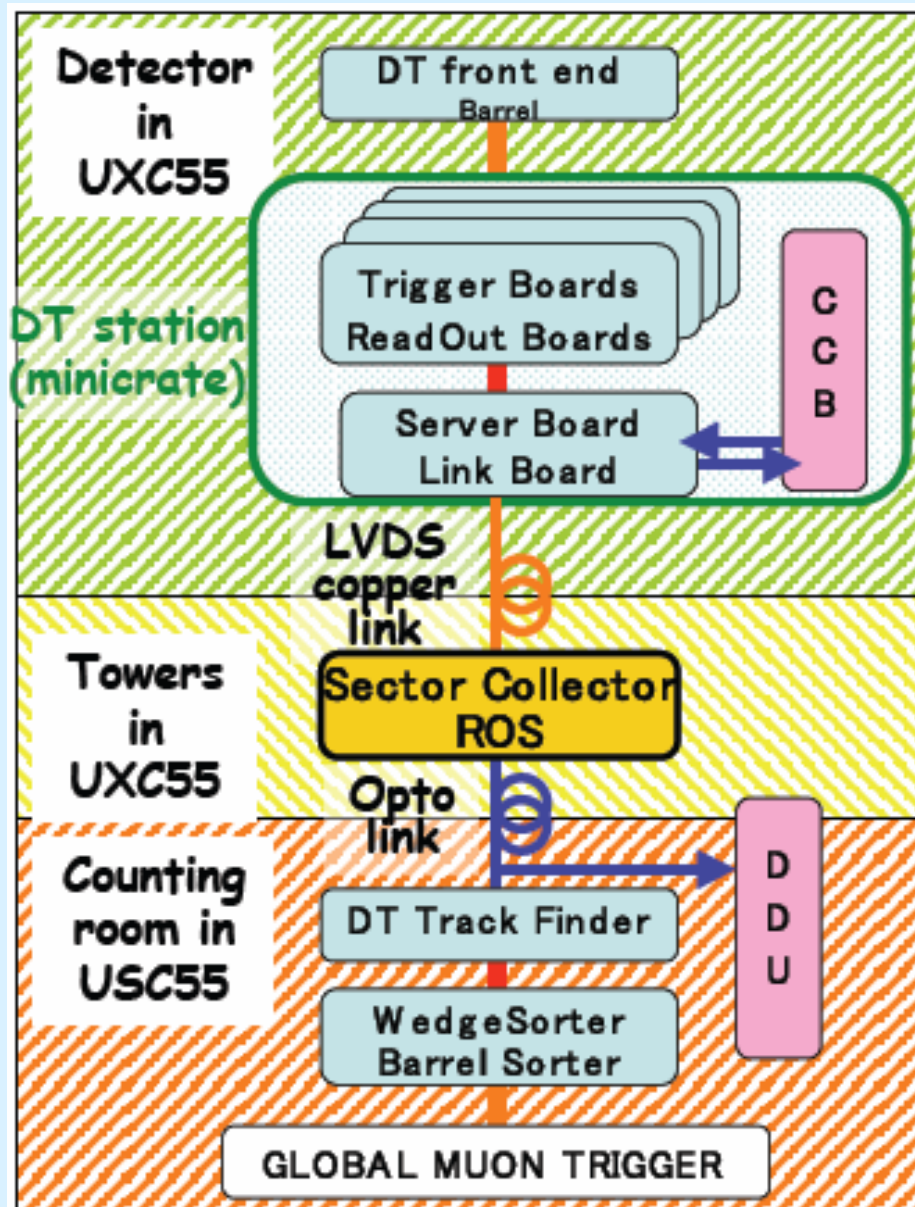 Detector
in
UXC55
DT front end
Barrel
DT station
(minicrate)
Trigger Boards
ReadOut Boards
C
C
B
Server Board
Link Board
LVDS
copper
link
Towers
in
UXC55
Sector Collector
ROS
Opto
link
Counting
room in
USC55
D
D
U
DT Track Finder
WedgeSorter
Barrel Sorter
GLOBAL MUON TRIGGER